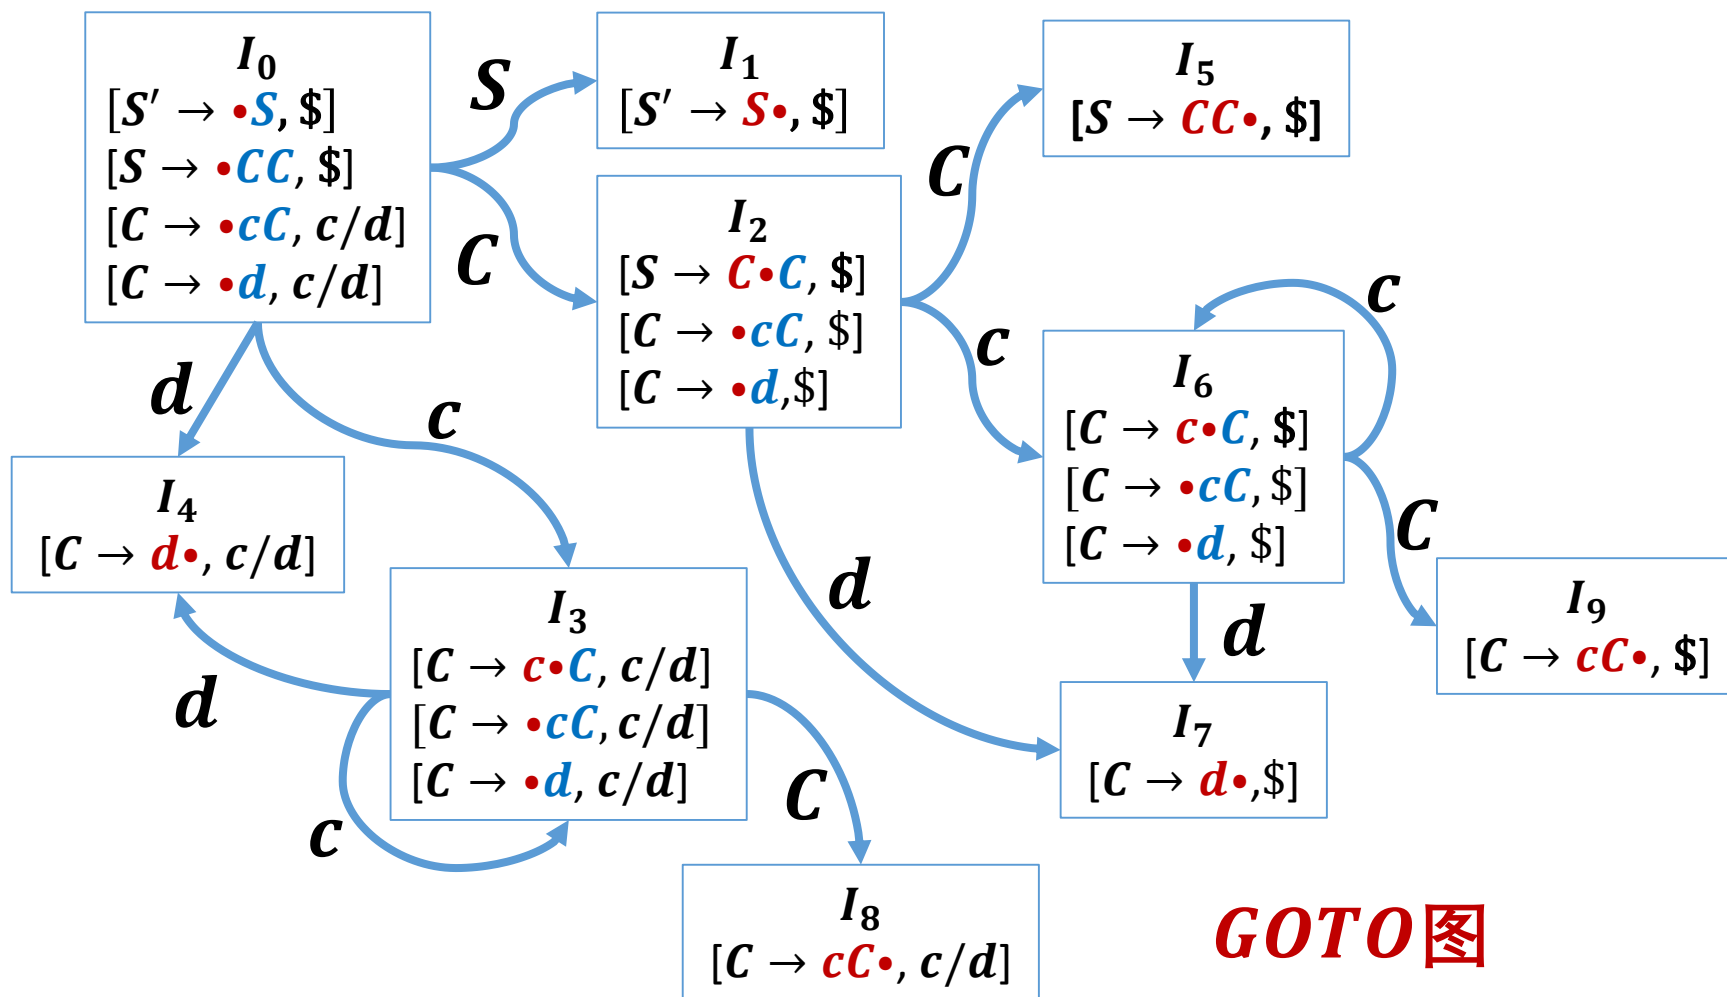 I₀
[S′ → •S, $]
[S → •CC, $]
[C → •cC, c/d]
[C → •d, c/d]
S
C
I₁
[S′ → S•, $]
I₂
[S → C•C, $]
[C → •cC, $]
[C → •d,$]
C
c
I₅
[S → CC•, $]
d
c
I₄
[C → d•, c/d]
d
I₃
[C → c•C, c/d]
[C → •cC, c/d]
[C → •d, c/d]
c
C
d
I₆
[C → c•C, $]
[C → •cC, $]
[C → •d, $]
c
C
d
I₉
[C → cC•, $]
I₇
[C → d•,$]
I₈
[C → cC•, c/d]
GOTO图